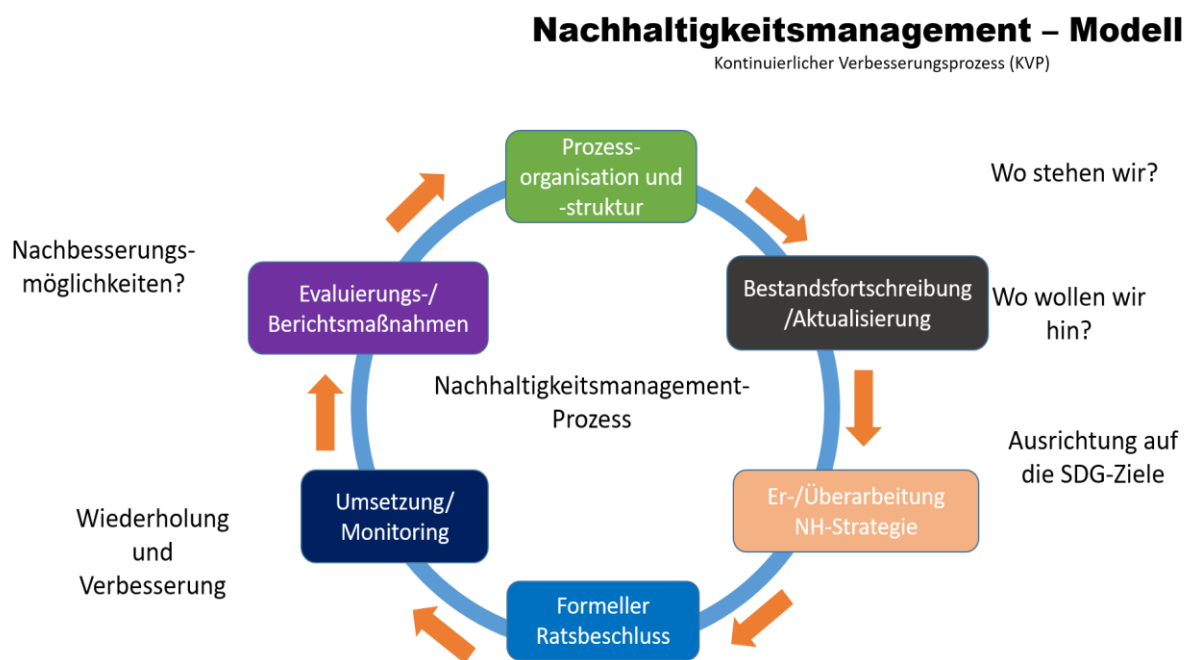 Nachhaltigkeitsmanagement – Modell
Kontinuierlicher Verbesserungsprozess (KVP)
Prozess-
organisation und
-struktur
Wo stehen wir?
Bestandsfortschreibung
/Aktualisierung
Wo wollen wir
hin?
Ausrichtung auf
die SDG-Ziele
Er-/Überarbeitung
NH-Strategie
Formeller
Ratsbeschluss
Umsetzung/
Monitoring
Wiederholung
und
Verbesserung
Evaluierungs-/
Berichtsmaßnahmen
Nachbesserungs-
möglichkeiten?
Nachhaltigkeitsmanagement-
Prozess